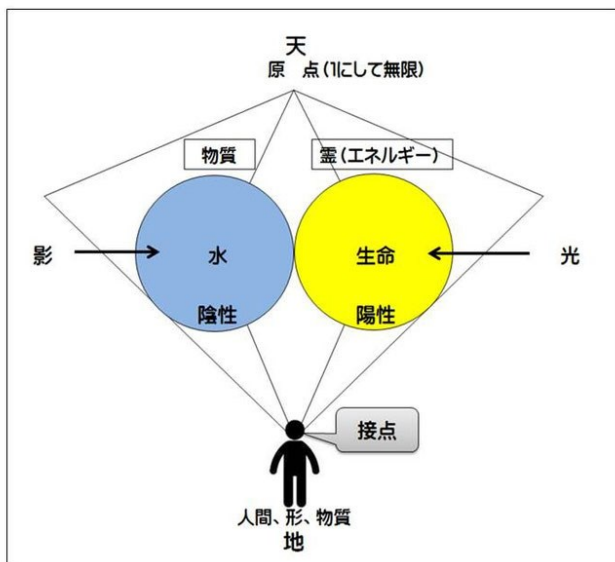 天
原　点(1にして無限)
物質
霊(エネルギー)
影
水
生命
光
陰性
陽性
接点
人間、形、物質
地